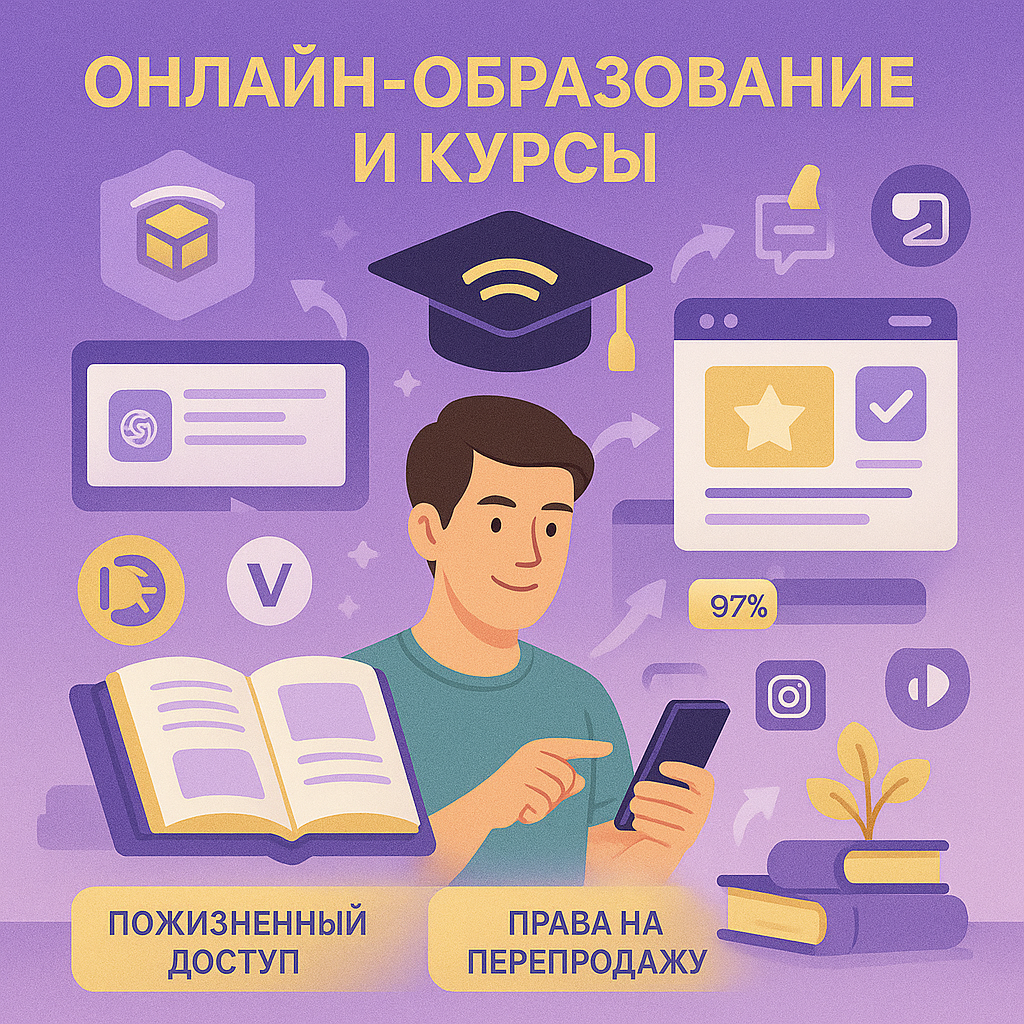 ОНЛАЙН-ОБРАЗОВАНИЕ
И КУРСЫ
V
97%
ПОЖИЗНЕННЫЙ
ДОСТУП
ПРАВА НА
ПЕРЕПРОДАЖУ